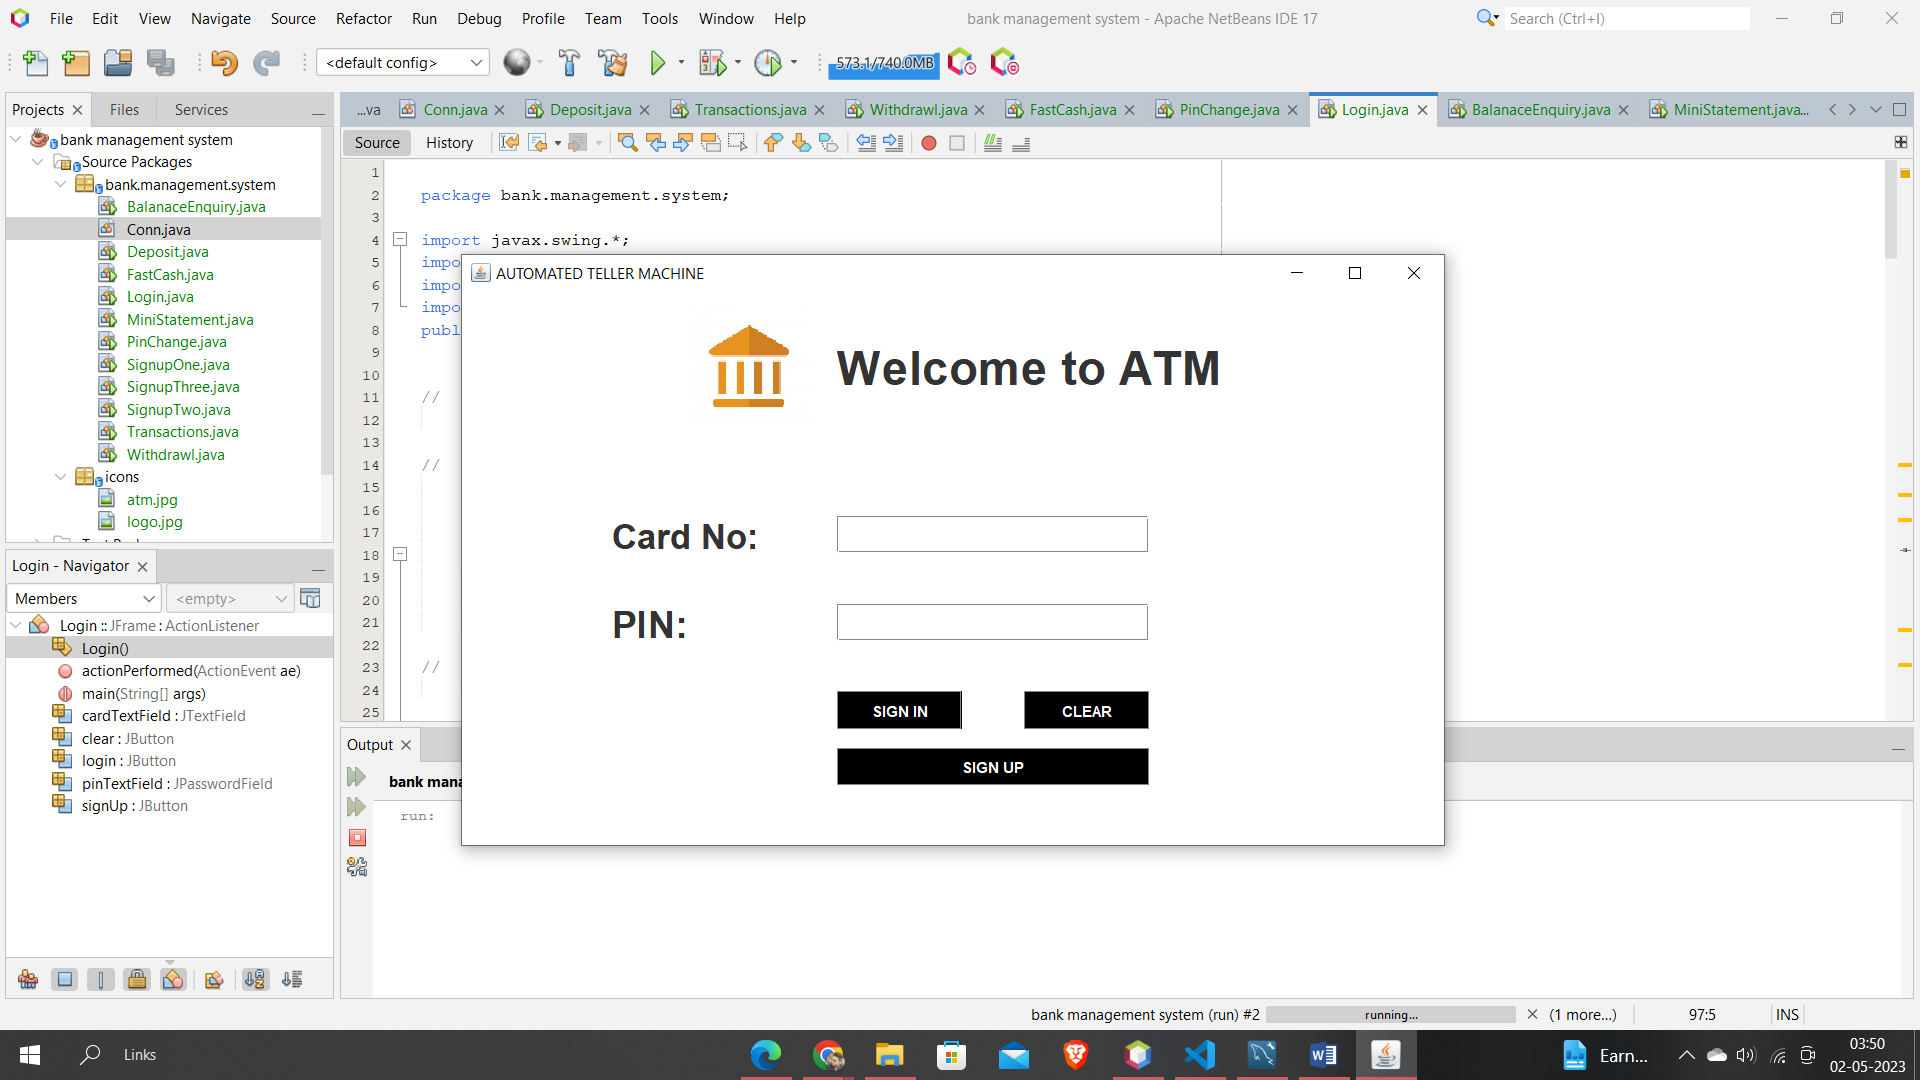 File Edit View Navigate Source Refactor Run Debug Profile Team Tools Window Help
bank management system - Apache NetBeans IDE 17
Search (Ctrl+I)
<default config>
573.1/740.0MB
Projects
Files
Services
...va
Conn.java
Deposit.java
Transactions.java
Withdrawl.java
FastCash.java
PinChange.java
Login.java
BalanaceEnquiry.java
MiniStatement.java...
Source
History
bank management system
Source Packages
bank.management.system
BalanaceEnquiry.java
Conn.java
Deposit.java
FastCash.java
Login.java
MiniStatement.java
PinChange.java
SignupOne.java
SignupThree.java
SignupTwo.java
Transactions.java
Withdrawl.java
icons
atm.jpg
logo.jpg
1
2 package bank.management.system;
3
4 import javax.swing.*;
5 impo
6 impo
7 impo
8 publ
9
10
11 //
12
13
14 //
15
16
17
18
19
20
21
22
23 //
24
25
AUTOMATED TELLER MACHINE
Welcome to ATM
Card No:
PIN:
SIGN IN
CLEAR
SIGN UP
Login - Navigator
Members
<empty>
Login :: JFrame : ActionListener
Login()
actionPerformed(ActionEvent ae)
main(String[] args)
cardTextField : JTextField
clear : JButton
login : JButton
pinTextField : JPasswordField
signUp : JButton
Output
bank mana
run:
bank management system (run) #2
running...
(1 more...)
97:5
INS
Links
Earn...
03:50
02-05-2023